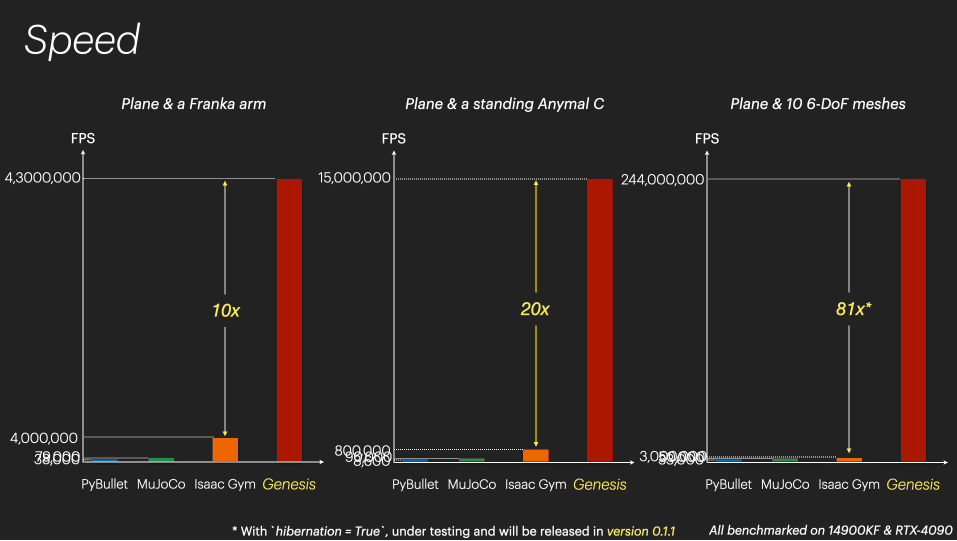 Speed
Plane & a Franka arm
Plane & a standing Anymal C
Plane & 10 6-DoF meshes
FPS
FPS
FPS
4,3000,000
15,000,000
244,000,000
10x
20x
81x*
4,000,000
800,000
PyBullet MuJoCo Isaac Gym Genesis
PyBullet MuJoCo Isaac Gym Genesis
PyBullet MuJoCo Isaac Gym Genesis
* With `hibernation = True`, under testing and will be released in version 0.1.1
All benchmarked on 14900KF & RTX-4090